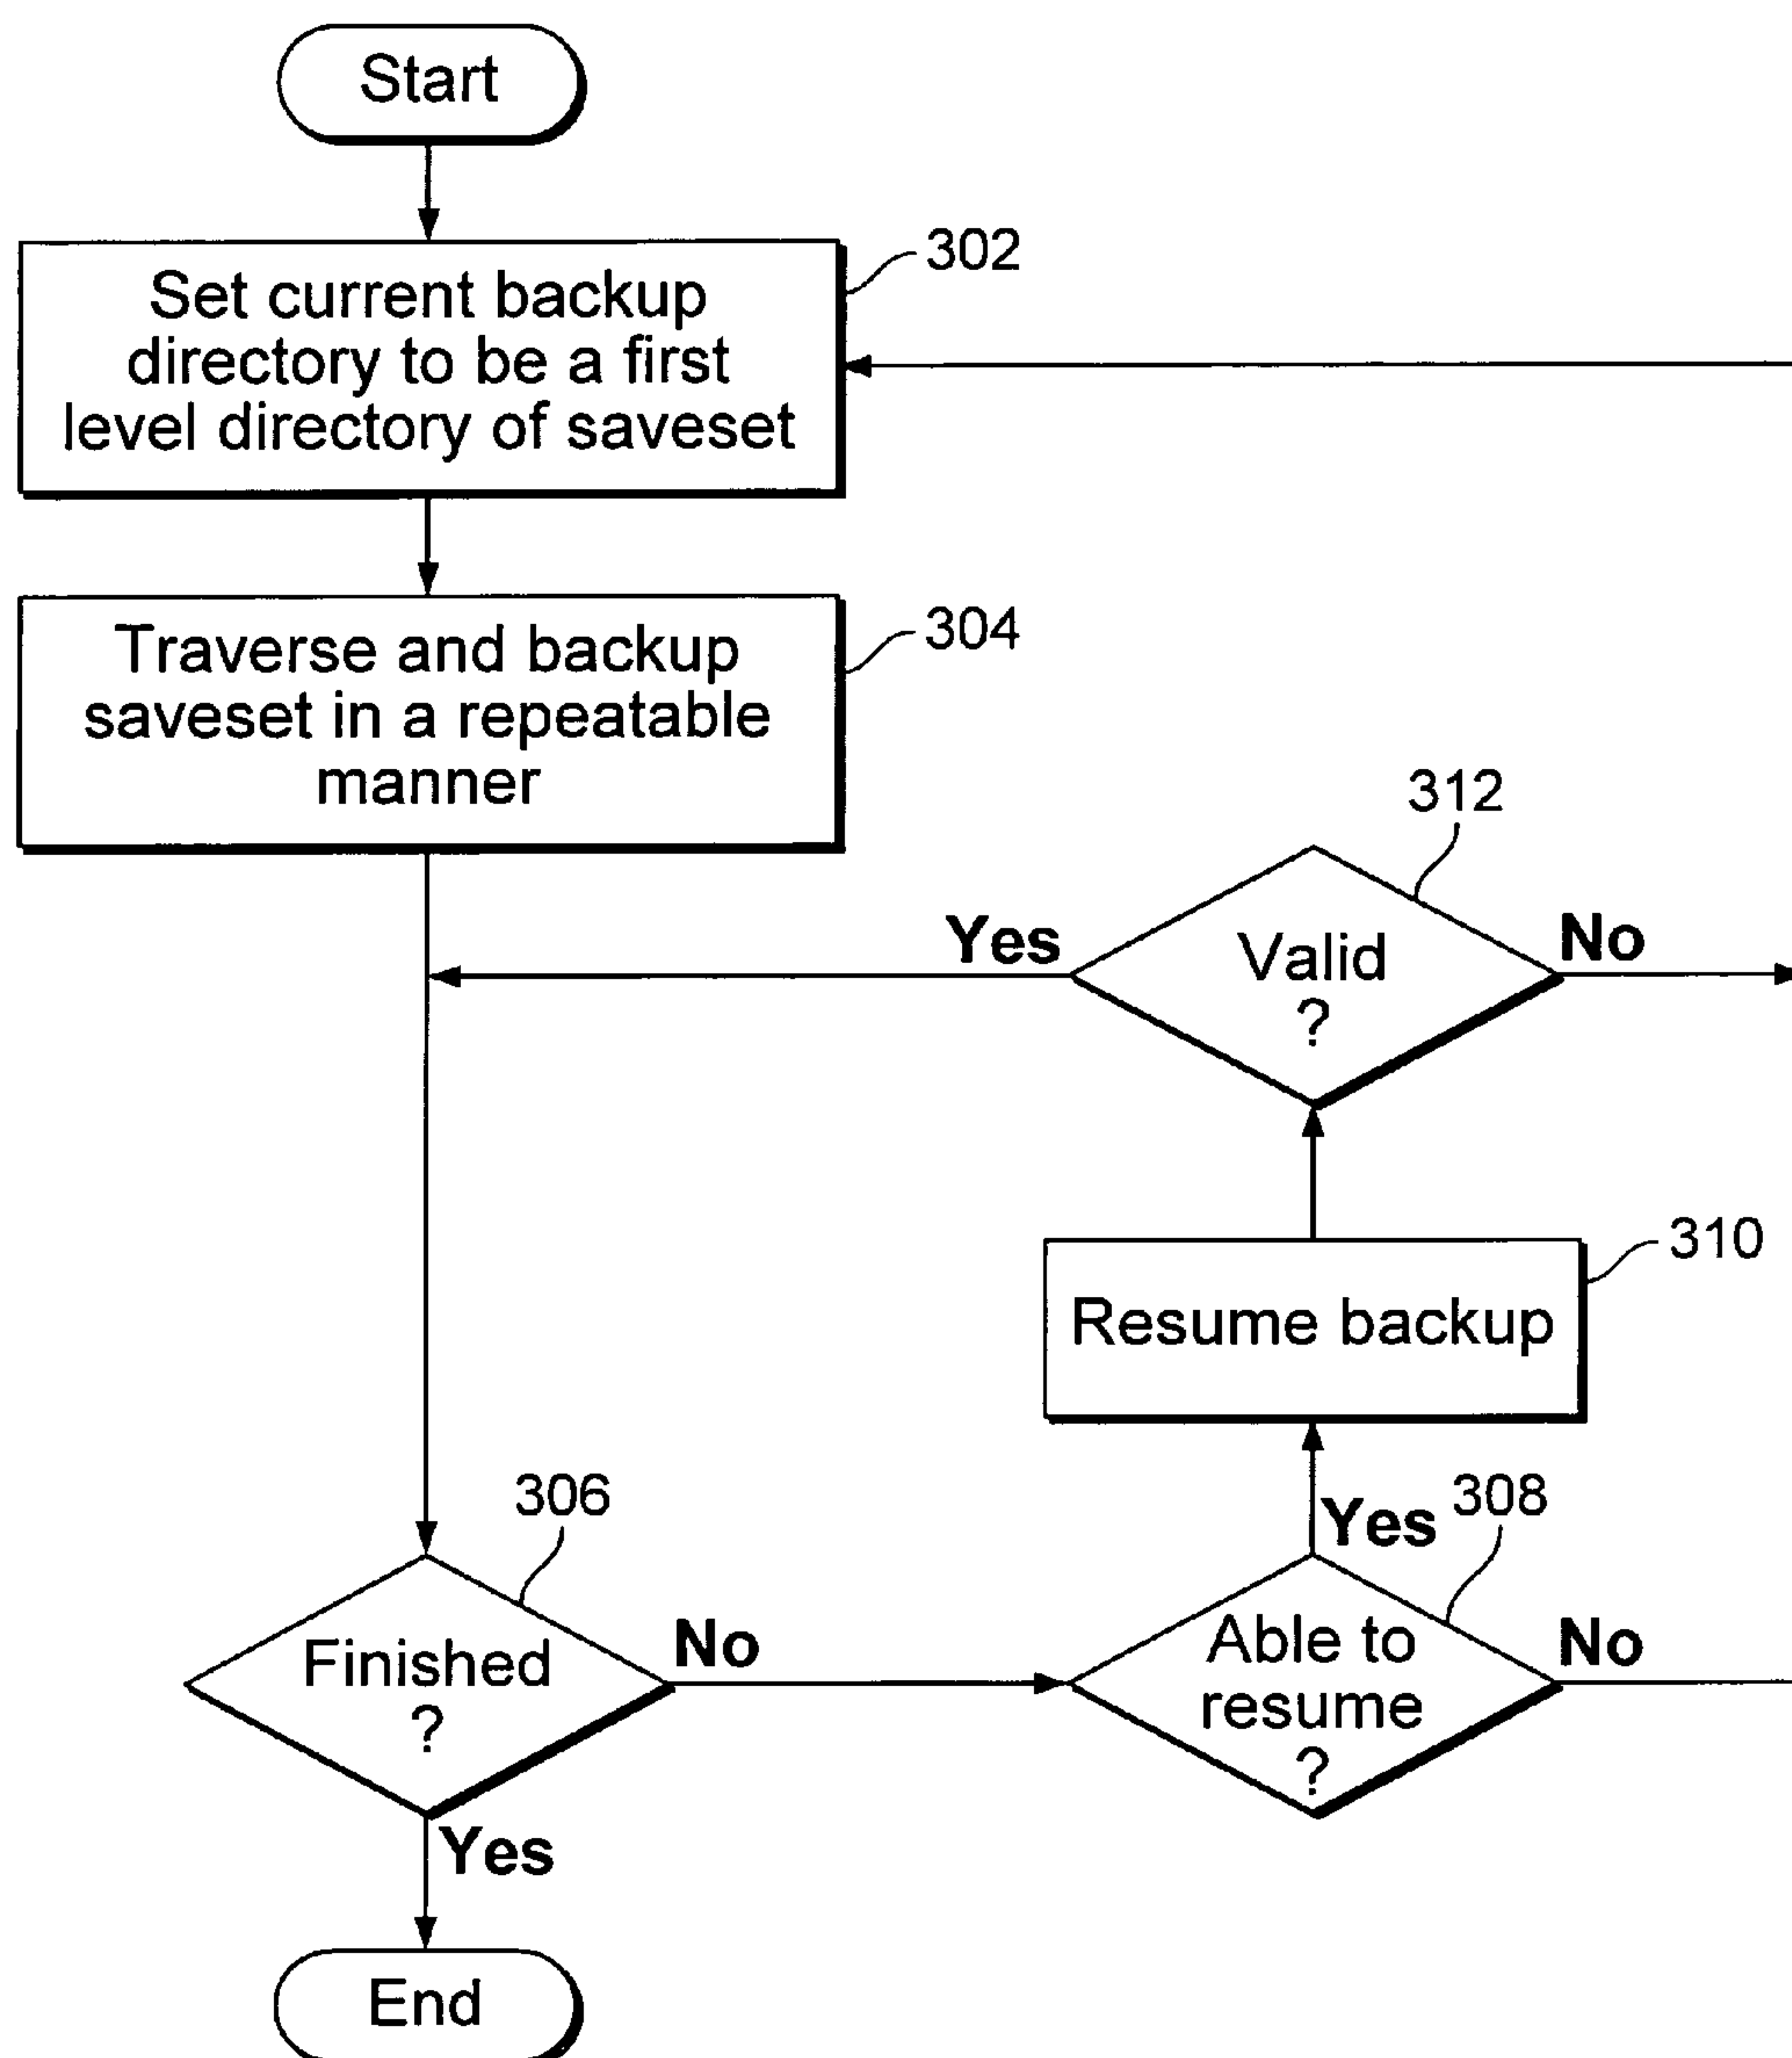 Start
302
Set current backup
directory to be a first
level directory of saveset
304
Traverse and backup
saveset in a repeatable
manner
312
Yes
Valid
?
No
310
Resume backup
306
Yes
308
Finished
?
No
Able to
resume
?
No
Yes
End